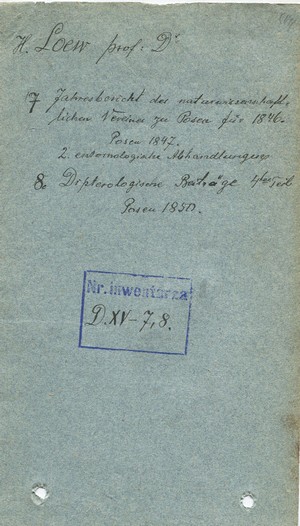 H. Loew prof. Dr
7 Jahresbericht des naturwissenschaft-
lichen Vereins zu Posen für 1846.
Posen 1847.
2. entomologische Abhandlungen
8. Dipterologische Beiträge 4ter Teil
Posen 1850.
Nr. inwentarza
D.XV-7,8.